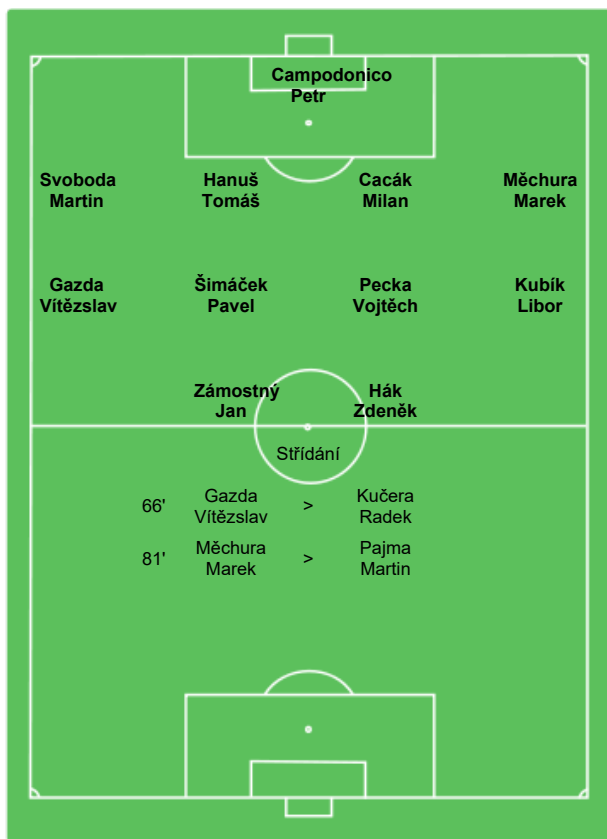 Campodonico
Petr
Svoboda
Martin
Hanuš
Tomáš
Cacák
Milan
Měchura
Marek
Gazda
Vítězslav
Šimáček
Pavel
Pecka
Vojtěch
Kubík
Libor
Zámostný
Jan
Hák
Zdeněk
Střídání
66'
Gazda
Vítězslav
>
Kučera
Radek
81'
Měchura
Marek
>
Pajma
Martin